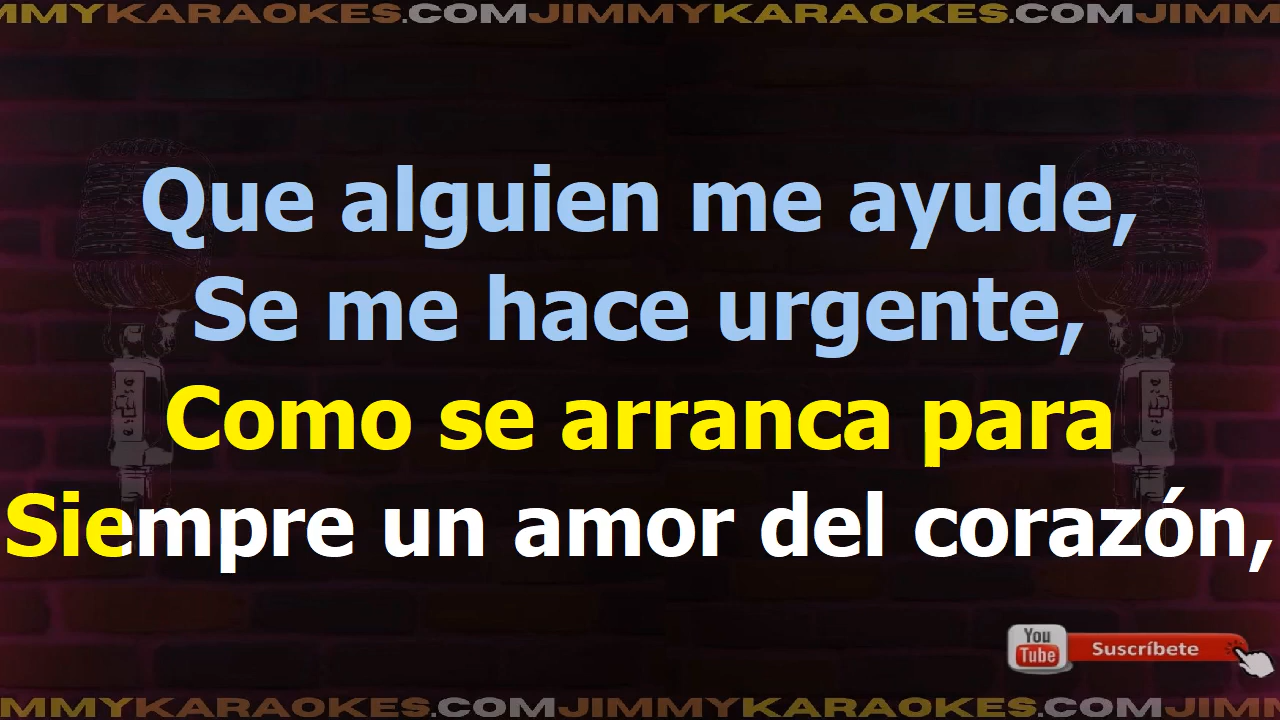 MMYKARAOKES.COMJIMMYKARAOKES.COMJIMM
Que alguien me ayude,
Se me hace urgente,
Como se arranca para
Siempre un amor del corazón,
You
Tube
Suscríbete
MMYKARAOKES.COMJIMMYKARAOKES.COMJIMM